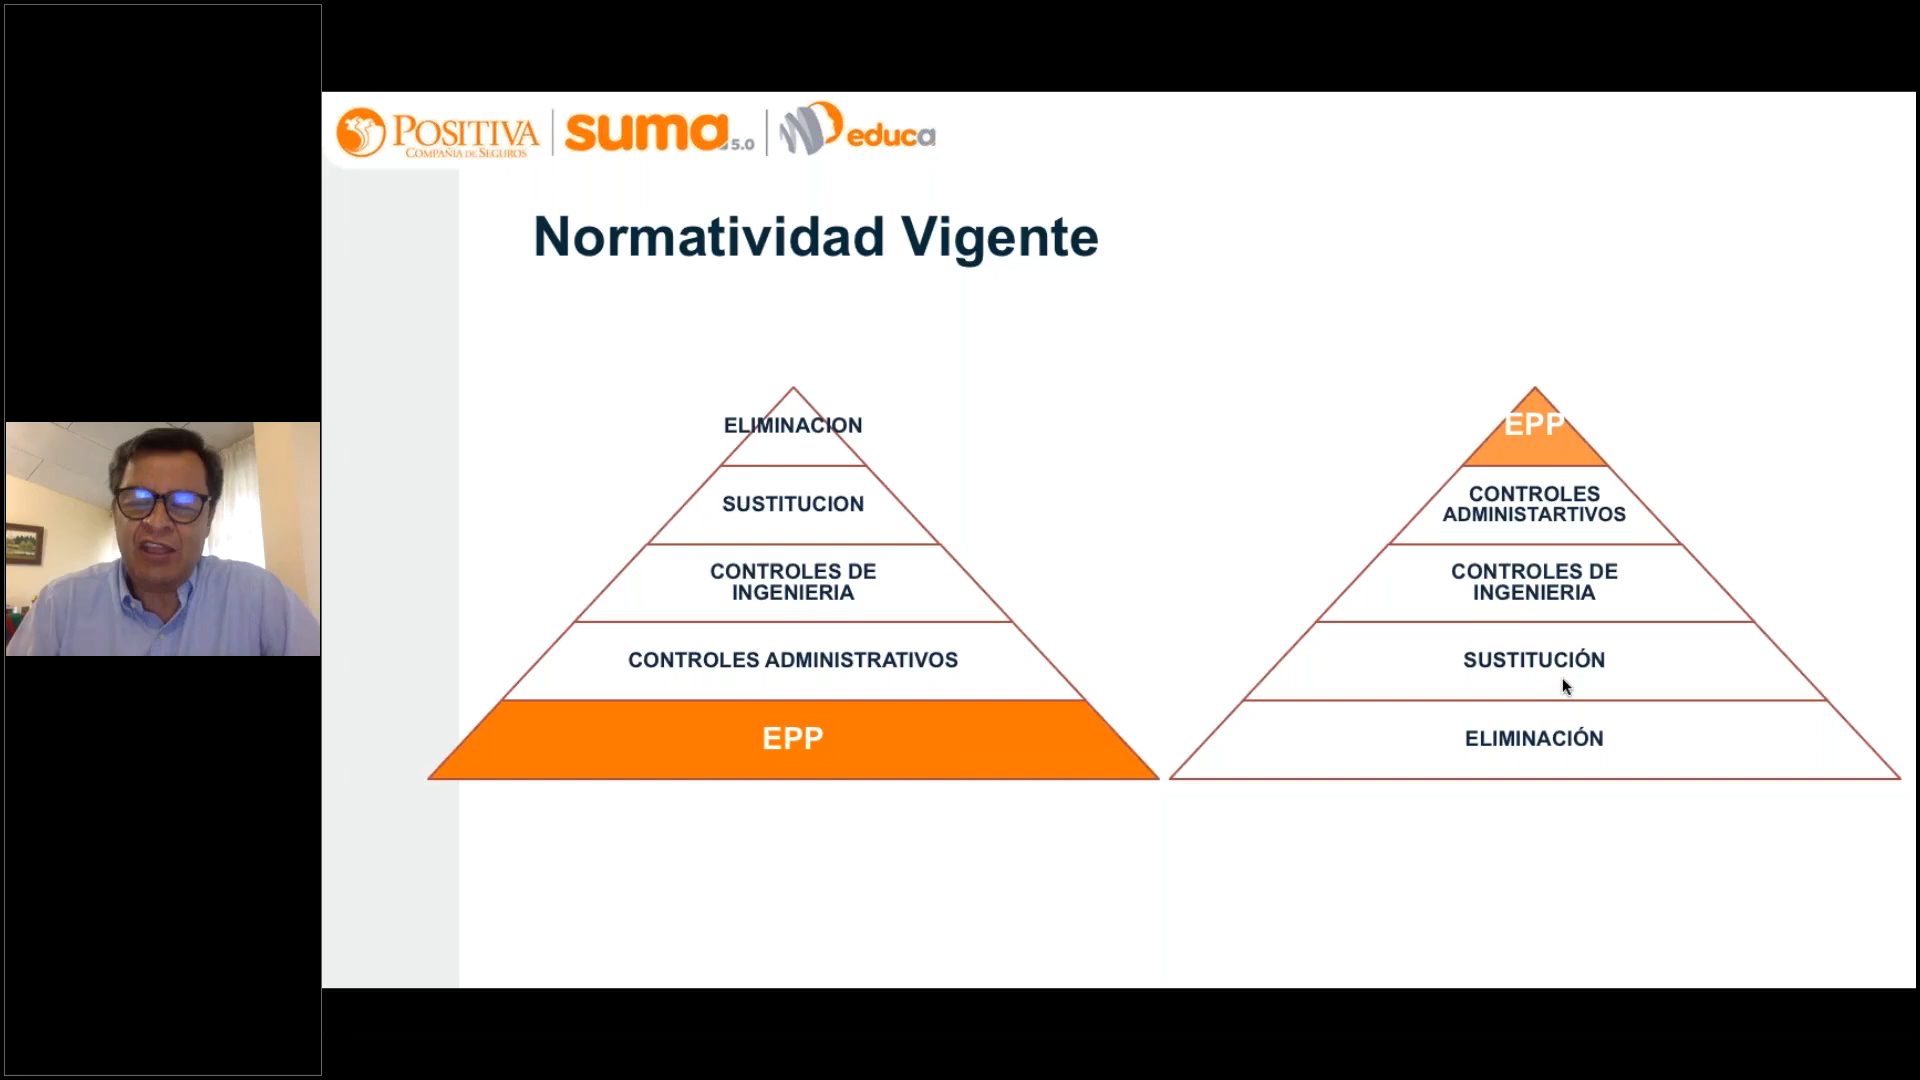 POSITIVA
COMPAÑIA DE SEGUROS
suma 5.0
educa
Normatividad Vigente
ELIMINACION
SUSTITUCION
CONTROLES DE
INGENIERIA
CONTROLES ADMINISTRATIVOS
EPP
EPP
CONTROLES
ADMINISTARTIVOS
CONTROLES DE
INGENIERIA
SUSTITUCIÓN
ELIMINACIÓN